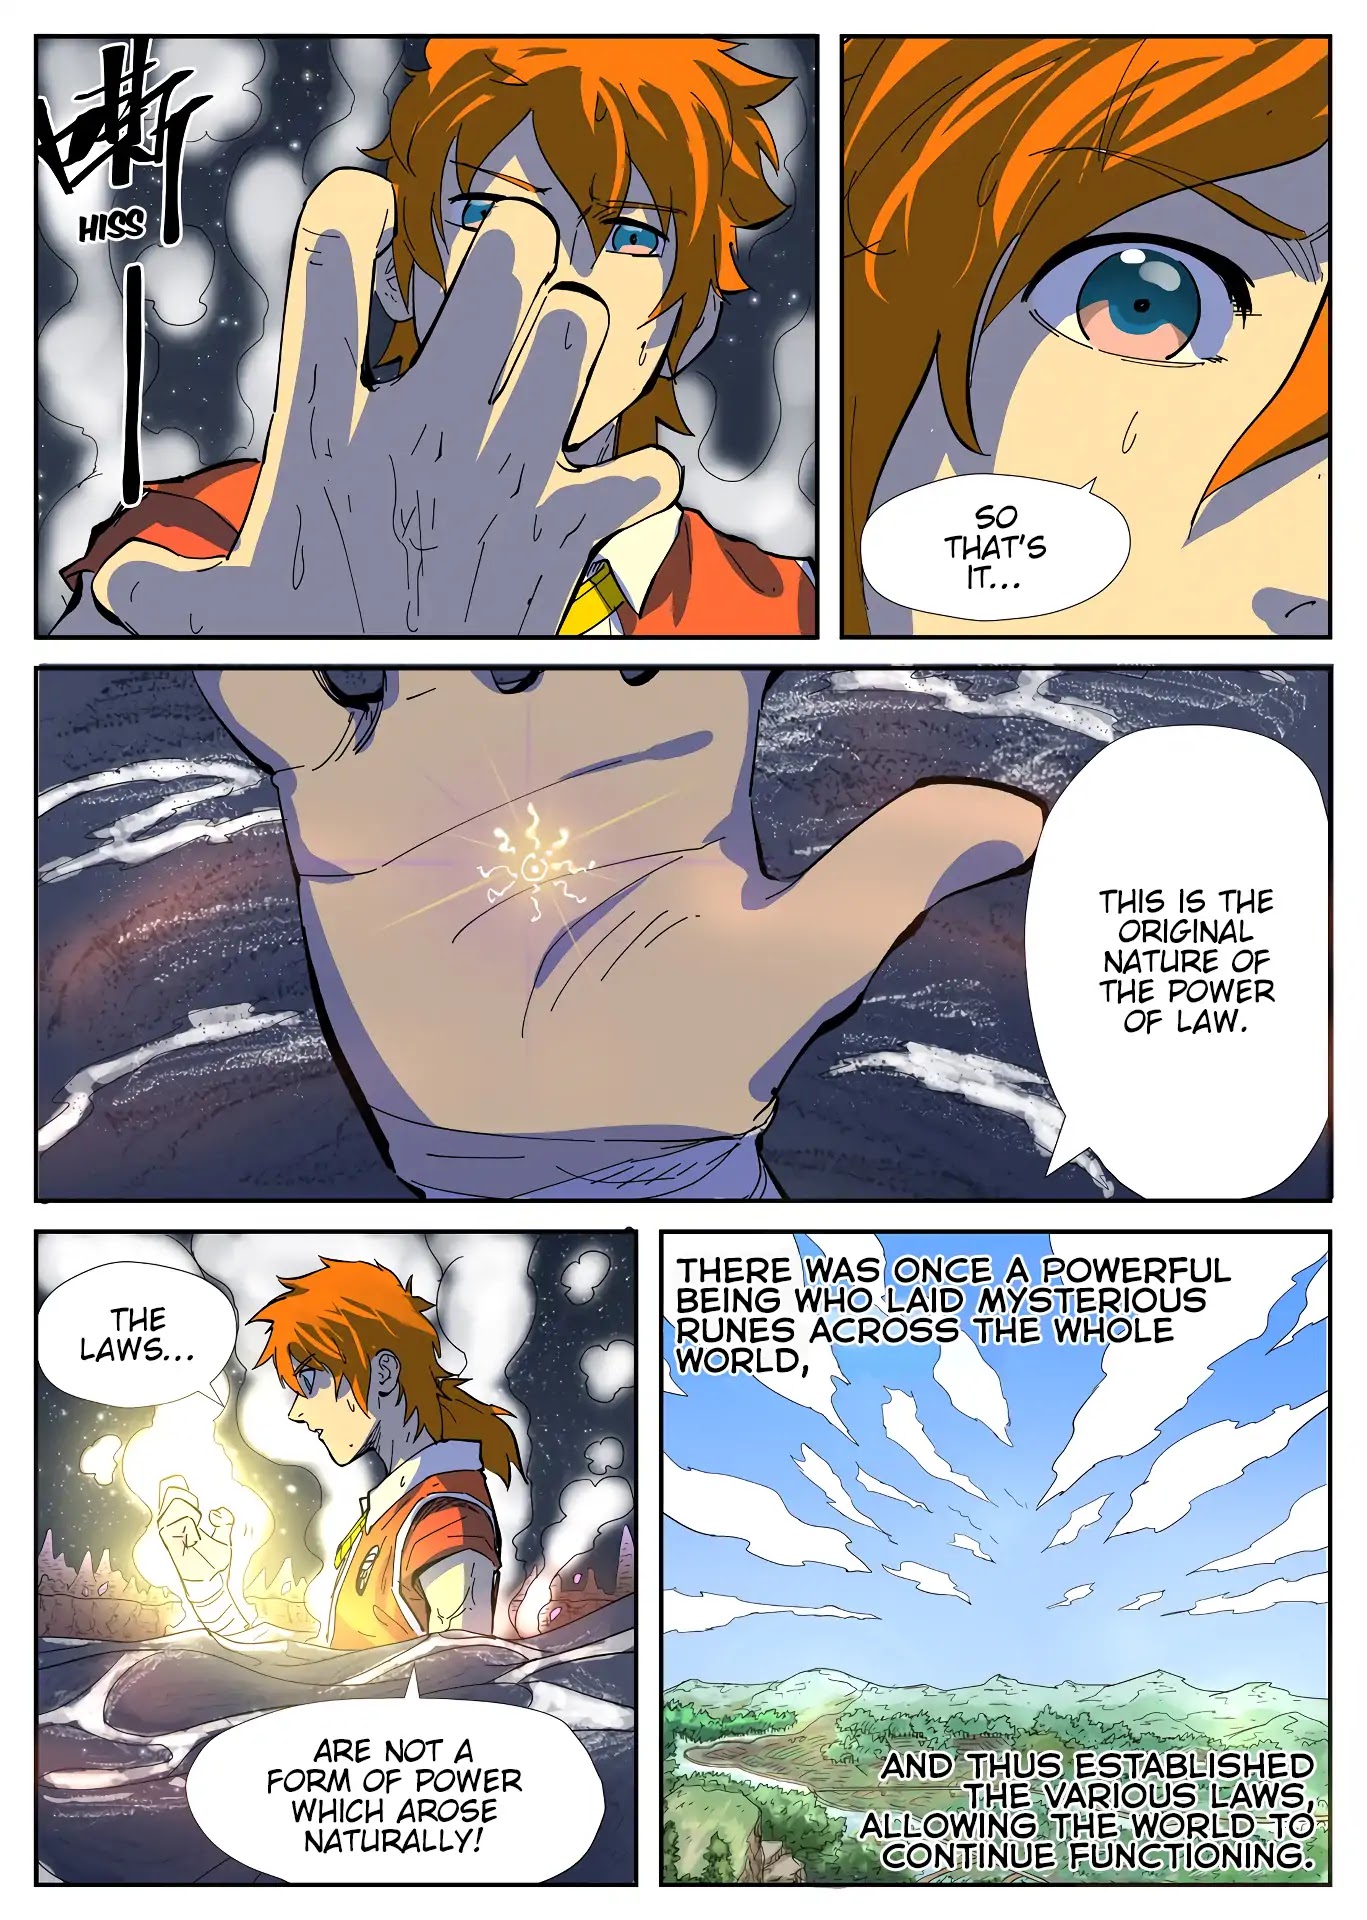 嘶
HISS
SO
THAT'S
IT...
THIS IS THE
ORIGINAL
NATURE OF
THE POWER
OF LAW.
THE
LAWS...
ARE NOT A
FORM OF POWER
WHICH AROSE
NATURALLY!
THERE WAS ONCE A POWERFUL
BEING WHO LAID MYSTERIOUS
RUNES ACROSS THE WHOLE
WORLD,
AND THUS ESTABLISHED
THE VARIOUS LAWS,
ALLOWING THE WORLD TO
CONTINUE FUNCTIONING.